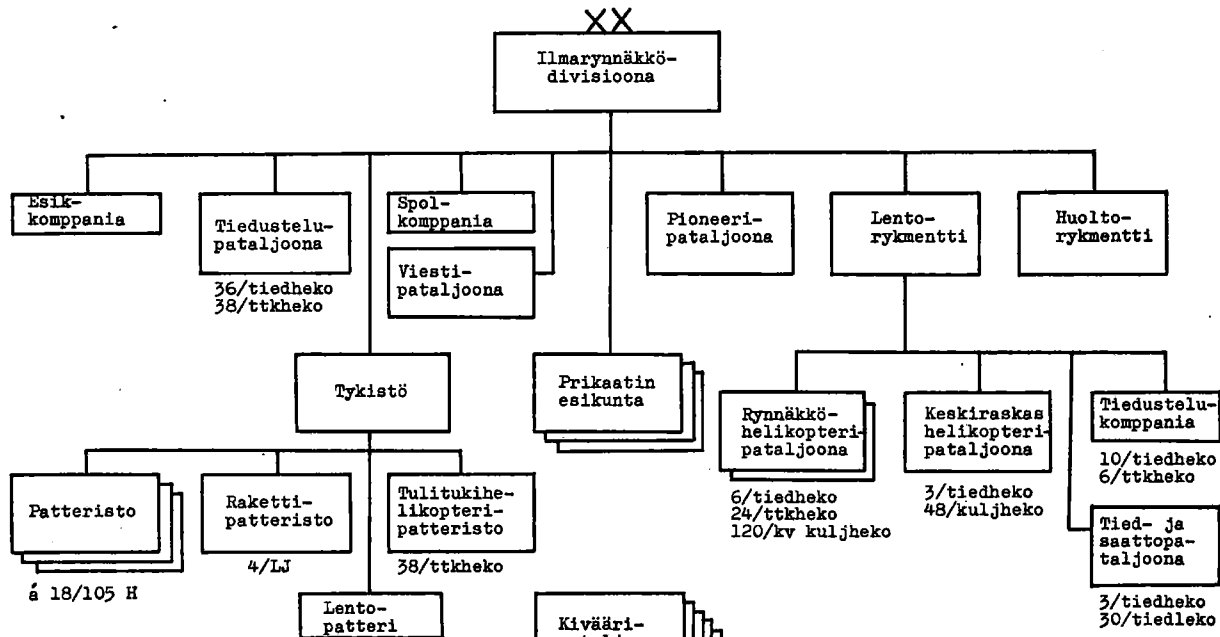 XX
Ilmarynnäkkö-
divisioona
Esik-
komppania
Tiedustelu-
pataljoona
36/tiedheko
38/ttkheko
Spol-
komppania
Viesti-
pataljoona
Pioneeri-
pataljoona
Lento-
rykmentti
Huolto-
rykmentti
Tykistö
Prikaatin
esikunta
Rynnäkkö-
helikopteri-
pataljoona
6/tiedheko
24/ttkheko
120/kv kuljheko
Keskiraskas
helikopteri-
pataljoona
3/tiedheko
48/kuljheko
Tiedustelu-
komppania
10/tiedheko
6/ttkheko
Tied- ja
saattopa-
taljoona
3/tiedheko
30/tiedleko
Patteristo
á 18/105 H
Raketti-
patteristo
4/LJ
Tulitukihe-
likopteri-
patteristo
38/ttkheko
Lento-
patteri
Kivääri-